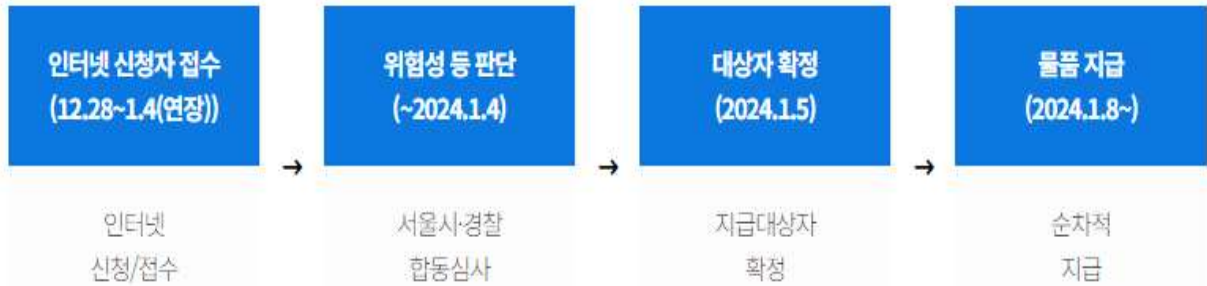 인터넷 신청자 접수
(12.28~1.4(연장))
인터넷
신청/접수
→
위험성 등 판단
(~2024.1.4)
서울시·경찰
합동심사
→
대상자 확정
(2024.1.5)
지급대상자
확정
→
물품 지급
(2024.1.8~)
순차적
지급